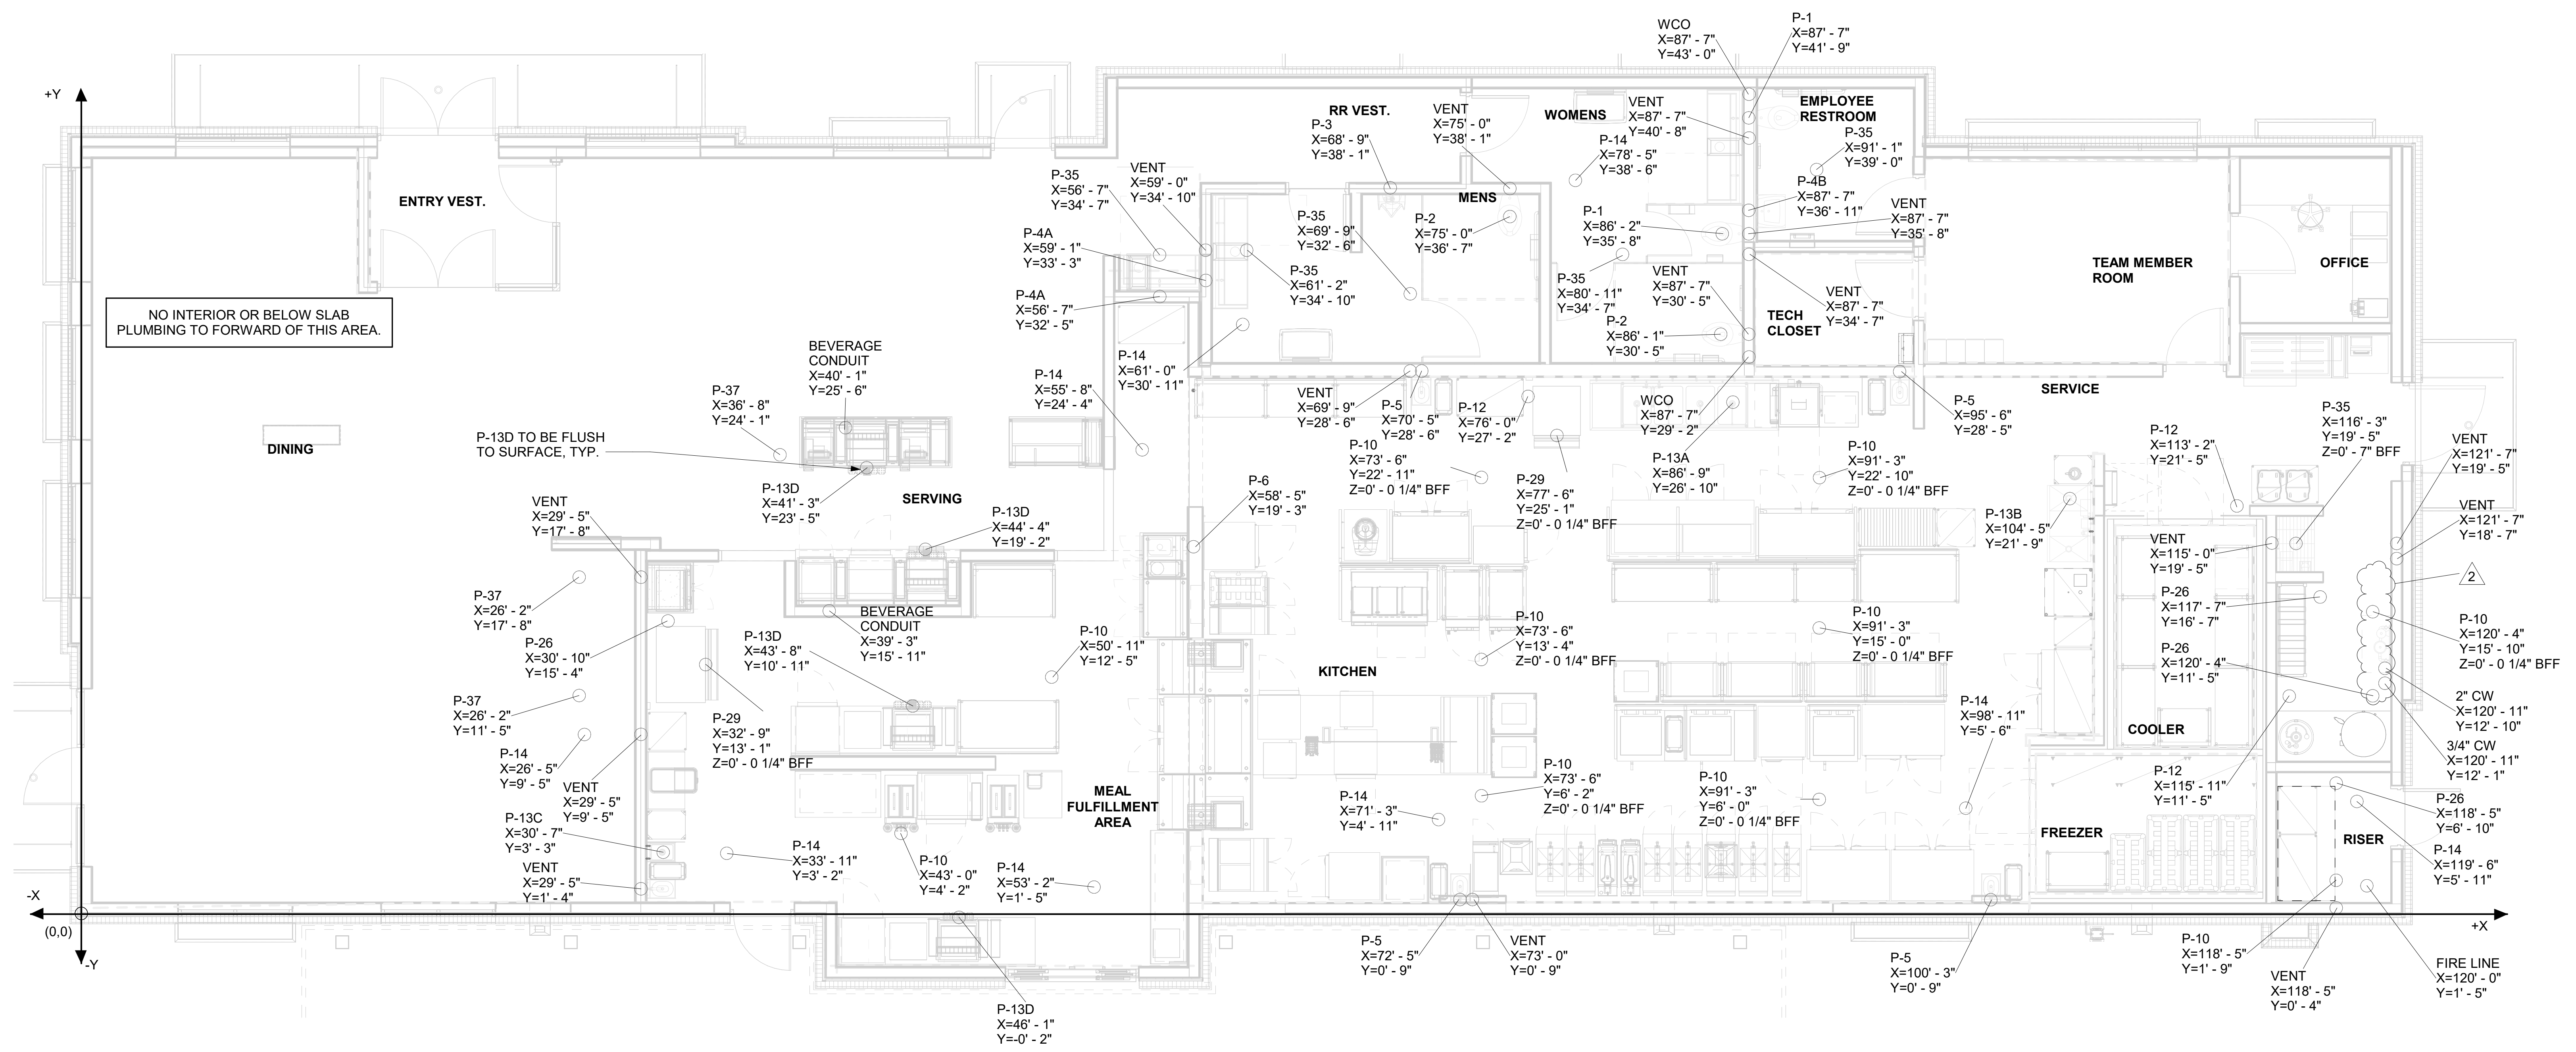 WCO
X=87' - 7"
Y=43' - 0"
P-1
X=87' - 7"
Y=41' - 9"
+Y
RR VEST.
P-3
X=68' - 9"
Y=38' - 1"
VENT
X=75' - 0"
Y=38' - 1"
WOMENS
VENT
X=87' - 7"
Y=40' - 8"
EMPLOYEE
RESTROOM
P-35
X=91' - 1"
Y=39' - 0"
P-14
X=78' - 5"
Y=38' - 6"
ENTRY VEST.
P-35
X=56' - 7"
Y=34' - 7"
VENT
X=59' - 0"
Y=34' - 10"
MENS
P-4B
X=87' - 7"
Y=36' - 11"
P-35
X=69' - 9"
Y=32' - 6"
P-2
X=75' - 0"
Y=36' - 7"
P-1
X=86' - 2"
Y=35' - 8"
VENT
X=87' - 7"
Y=35' - 8"
P-4A
X=59' - 1"
Y=33' - 3"
P-35
X=61' - 2"
Y=34' - 10"
P-35
X=80' - 11"
Y=34' - 7"
VENT
X=87' - 7"
Y=30' - 5"
TEAM MEMBER
ROOM
OFFICE
P-4A
X=56' - 7"
Y=32' - 5"
VENT
X=87' - 7"
Y=34' - 7"
NO INTERIOR OR BELOW SLAB
PLUMBING TO FORWARD OF THIS AREA.
TECH
CLOSET
P-2
X=86' - 1"
Y=30' - 5"
BEVERAGE
CONDUIT
X=40' - 1"
Y=25' - 6"
P-14
X=61' - 0"
Y=30' - 11"
P-14
X=55' - 8"
Y=24' - 4"
P-37
X=36' - 8"
Y=24' - 1"
VENT
X=69' - 9"
Y=28' - 6"
P-5
X=70' - 5"
Y=28' - 6"
P-12
X=76' - 0"
Y=27' - 2"
WCO
X=87' - 7"
Y=29' - 2"
P-5
X=95' - 6"
Y=28' - 5"
SERVICE
P-35
X=116' - 3"
Y=19' - 5"
Z=0' - 7" BFF
P-13D TO BE FLUSH
TO SURFACE, TYP.
DINING
P-12
X=113' - 2"
Y=21' - 5"
VENT
X=121' - 7"
Y=19' - 5"
P-10
X=73' - 6"
Y=22' - 11"
Z=0' - 0 1/4" BFF
P-13A
X=86' - 9"
Y=26' - 10"
P-10
X=91' - 3"
Y=22' - 10"
Z=0' - 0 1/4" BFF
P-29
X=77' - 6"
Y=25' - 1"
Z=0' - 0 1/4" BFF
P-6
X=58' - 5"
Y=19' - 3"
P-13D
X=41' - 3"
Y=23' - 5"
SERVING
VENT
X=29' - 5"
Y=17' - 8"
P-13D
X=44' - 4"
Y=19' - 2"
P-13B
X=104' - 5"
Y=21' - 9"
VENT
X=121' - 7"
Y=18' - 7"
VENT
X=115' - 0"
Y=19' - 5"
2
P-37
X=26' - 2"
Y=17' - 8"
P-26
X=117' - 7"
Y=16' - 7"
BEVERAGE
CONDUIT
X=39' - 3"
Y=15' - 11"
P-10
X=73' - 6"
Y=13' - 4"
Z=0' - 0 1/4" BFF
P-10
X=91' - 3"
Y=15' - 0"
Z=0' - 0 1/4" BFF
P-10
X=120' - 4"
Y=15' - 10"
Z=0' - 0 1/4" BFF
P-26
X=30' - 10"
Y=15' - 4"
P-13D
X=43' - 8"
Y=10' - 11"
P-10
X=50' - 11"
Y=12' - 5"
P-26
X=120' - 4"
Y=11' - 5"
KITCHEN
P-37
X=26' - 2"
Y=11' - 5"
2" CW
X=120' - 11"
Y=12' - 10"
P-14
X=98' - 11"
Y=5' - 6"
P-29
X=32' - 9"
Y=13' - 1"
Z=0' - 0 1/4" BFF
COOLER
3/4" CW
X=120' - 11"
Y=12' - 1"
P-14
X=26' - 5"
Y=9' - 5"
VENT
X=29' - 5"
Y=9' - 5"
P-10
X=73' - 6"
Y=6' - 2"
Z=0' - 0 1/4" BFF
P-10
X=91' - 3"
Y=6' - 0"
Z=0' - 0 1/4" BFF
P-12
X=115' - 11"
Y=11' - 5"
MEAL
FULFILLMENT
AREA
P-14
X=71' - 3"
Y=4' - 11"
P-26
X=118' - 5"
Y=6' - 10"
P-13C
X=30' - 7"
Y=3' - 3"
FREEZER
RISER
P-14
X=33' - 11"
Y=3' - 2"
P-10
X=43' - 0"
Y=4' - 2"
P-14
X=53' - 2"
Y=1' - 5"
P-14
X=119' - 6"
Y=5' - 11"
VENT
X=29' - 5"
Y=1' - 4"
-X
+X
(0,0)
-Y
P-5
X=72' - 5"
Y=0' - 9"
VENT
X=73' - 0"
Y=0' - 9"
P-5
X=100' - 3"
Y=0' - 9"
P-10
X=118' - 5"
Y=1' - 9"
VENT
X=118' - 5"
Y=0' - 4"
FIRE LINE
X=120' - 0"
Y=1' - 5"
P-13D
X=46' - 1"
Y=-0' - 2"